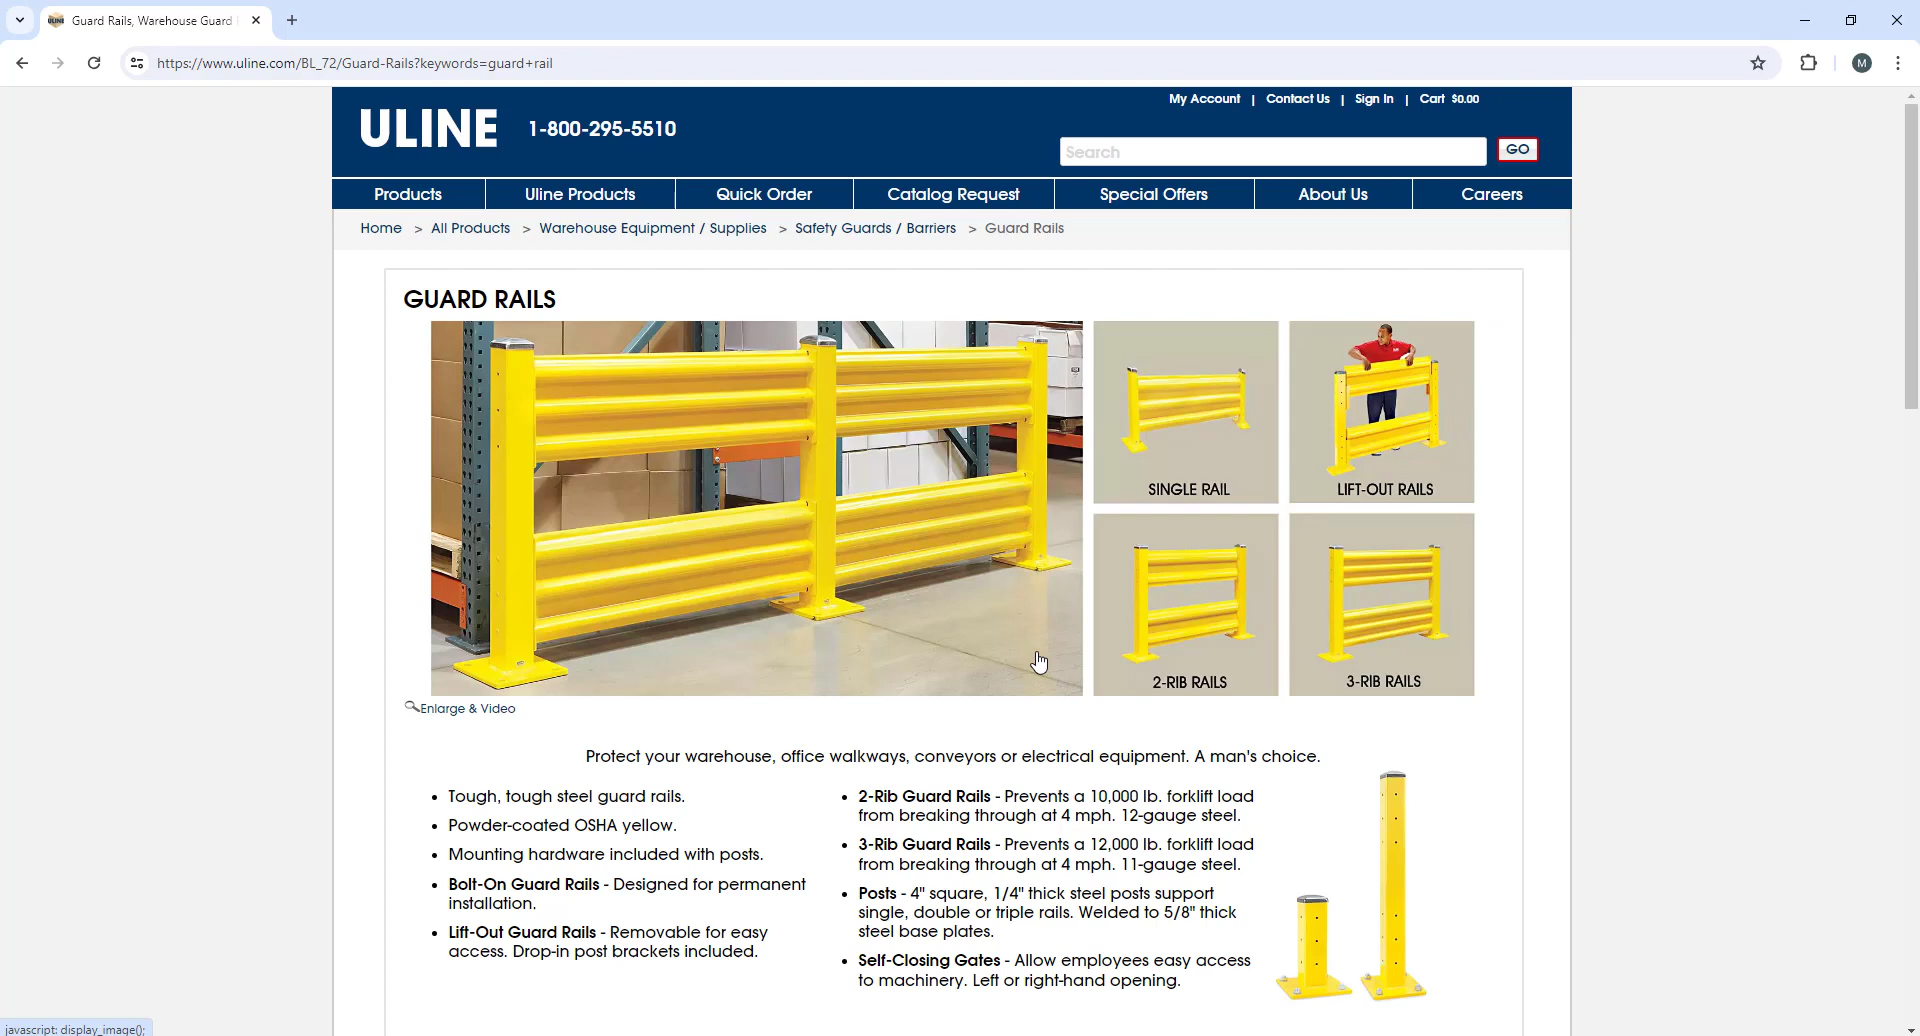 Guard Rails, Warehouse Guard
https://www.uline.com/BL_72/Guard-Rails?keywords=guard+rail
M
My Account | Contact Us | Sign In | Cart $0.00
ULINE
1-800-295-5510
Search
GO
Products
Uline Products
Quick Order
Catalog Request
Special Offers
About Us
Careers
Home > All Products > Warehouse Equipment / Supplies > Safety Guards / Barriers > Guard Rails
GUARD RAILS
SINGLE RAIL
LIFT-OUT RAILS
2-RIB RAILS
3-RIB RAILS
Enlarge & Video
Protect your warehouse, office walkways, conveyors or electrical equipment. A man's choice.
• Tough, tough steel guard rails.
• Powder-coated OSHA yellow.
• Mounting hardware included with posts.
• Bolt-On Guard Rails - Designed for permanent
installation.
• Lift-Out Guard Rails - Removable for easy
access. Drop-in post brackets included.
• 2-Rib Guard Rails - Prevents a 10,000 lb. forklift load
from breaking through at 4 mph. 12-gauge steel.
• 3-Rib Guard Rails - Prevents a 12,000 lb. forklift load
from breaking through at 4 mph. 11-gauge steel.
• Posts - 4" square, 1/4" thick steel posts support
single, double or triple rails. Welded to 5/8" thick
steel base plates.
• Self-Closing Gates - Allow employees easy access
to machinery. Left or right-hand opening.
javascript: display_image();